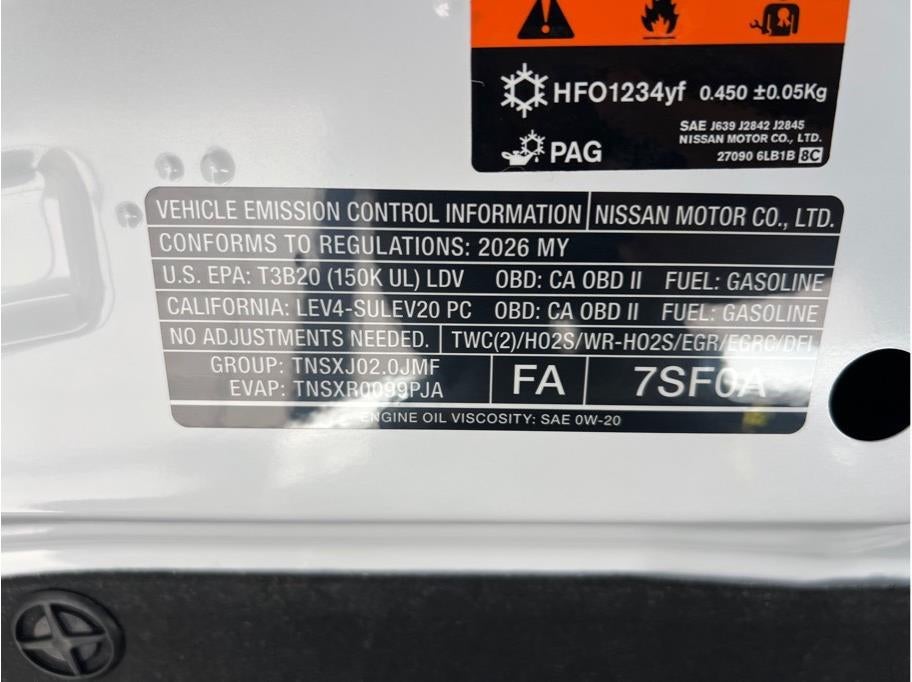 HFO1234yf 0.450 ±0.05Kg
SAE J639 J2842 J2845
NISSAN MOTOR CO., LTD.
PAG
27090 6LB1B 8C
VEHICLE EMISSION CONTROL INFORMATION NISSAN MOTOR CO., LTD.
CONFORMS TO REGULATIONS: 2026 MY
U.S. EPA: T3B20 (150K UL) LDV OBD: CA OBD II FUEL: GASOLINE
CALIFORNIA: LEV4-SULEV20 PC OBD: CA OBD II FUEL: GASOLINE
NO ADJUSTMENTS NEEDED. TWC(2)/HO2S/WR-HO2S/EGR/EGRC/DFI
GROUP: TNSXJ02.0JMF
EVAP: TNSXR0099PJA
FA 7SF0A
ENGINE OIL VISCOSITY: SAE 0W-20